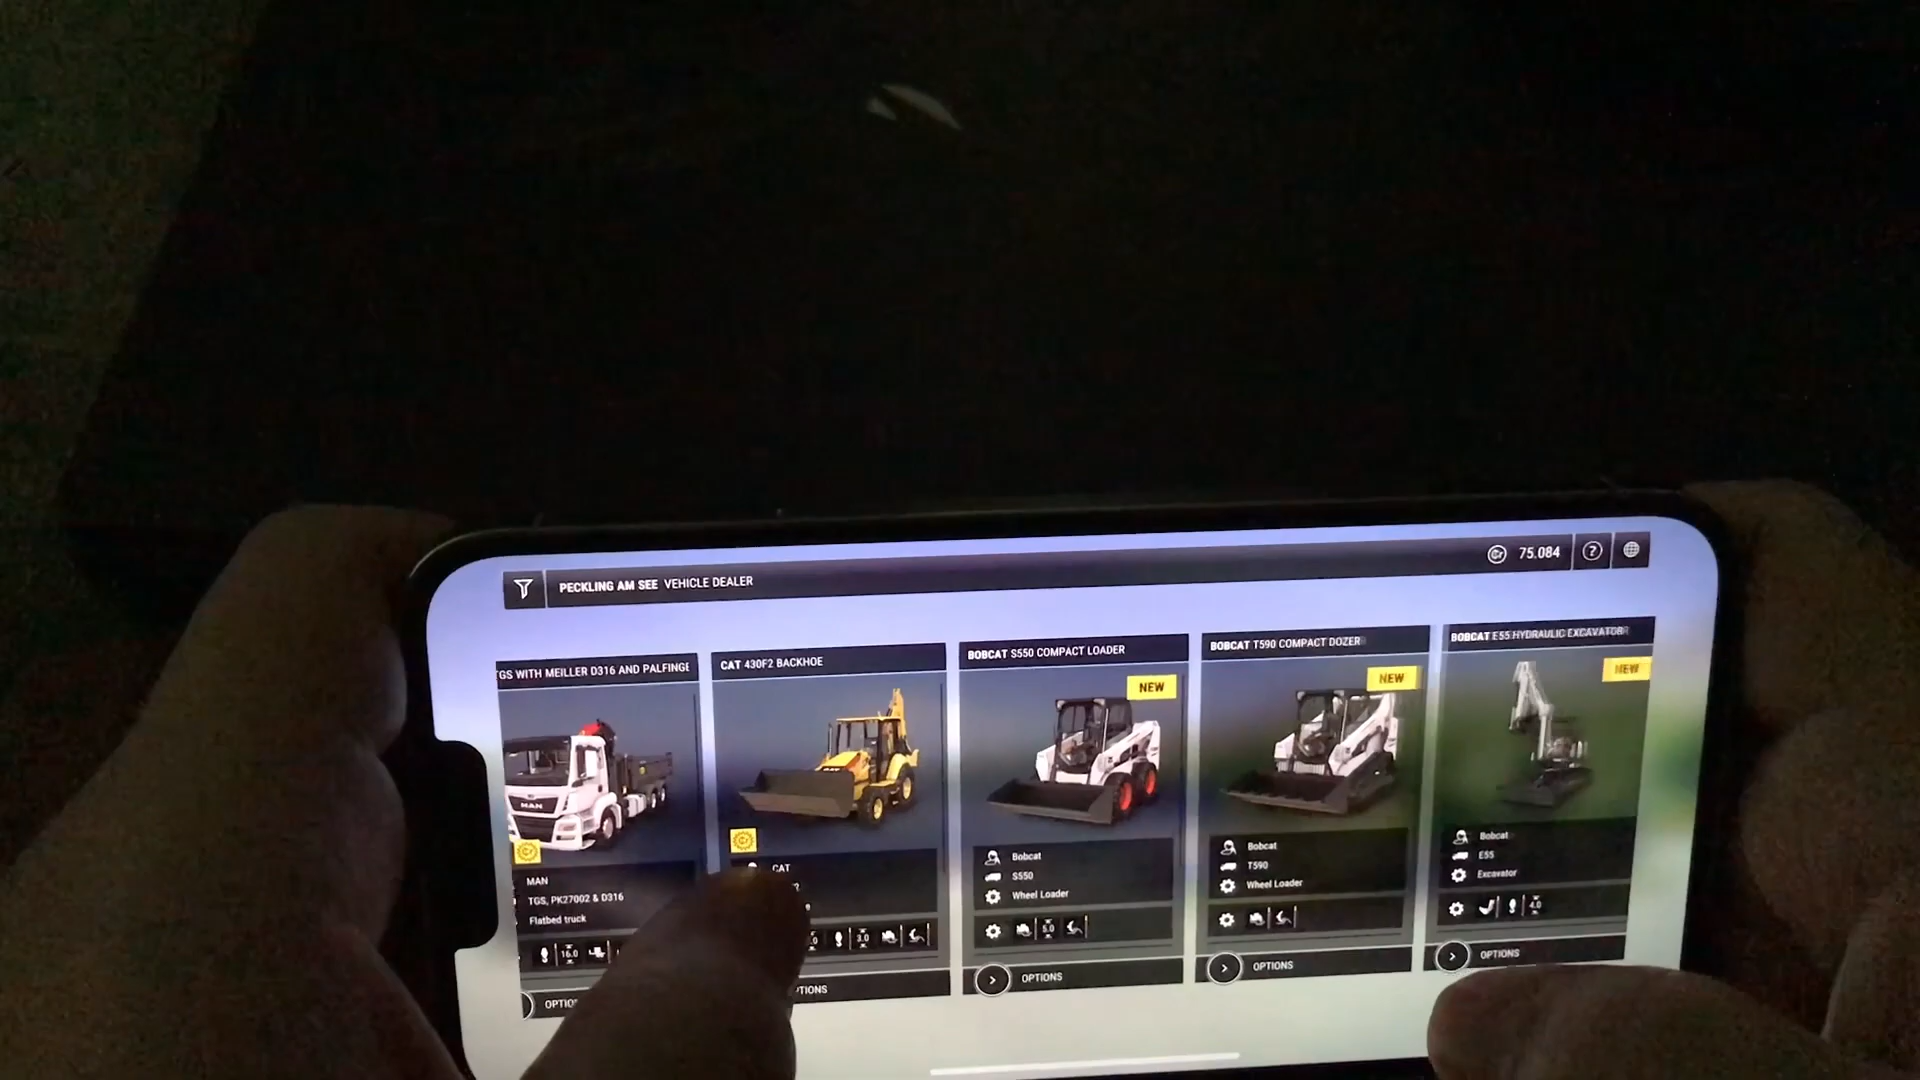 PECKLING AM SEE VEHICLE DEALER
75.084
?
GS WITH MEILLER D316 AND PALFINGE
MAN
MAN
TGS, PK27002 & D316
Flatbed truck
16.0
CAT 430F2 BACKHOE
CAT
3.0
BOBCAT S550 COMPACT LOADER
NEW
Bobcat
S550
Wheel Loader
5.0
OPTIONS
BOBCAT T590 COMPACT DOZER
NEW
Bobcat
T590
Wheel Loader
OPTIONS
BOBCAT E55 HYDRAULIC EXCAVATOR
NEW
Bobcat
E55
Excavator
4.0
OPTIONS